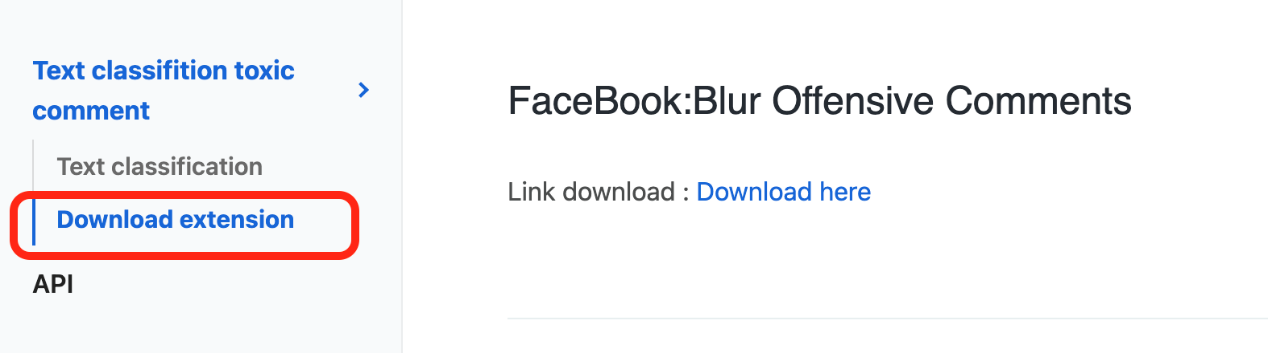 Text classifition toxic
comment
Text classification
Download extension
API
FaceBook:Blur Offensive Comments
Link download : Download here